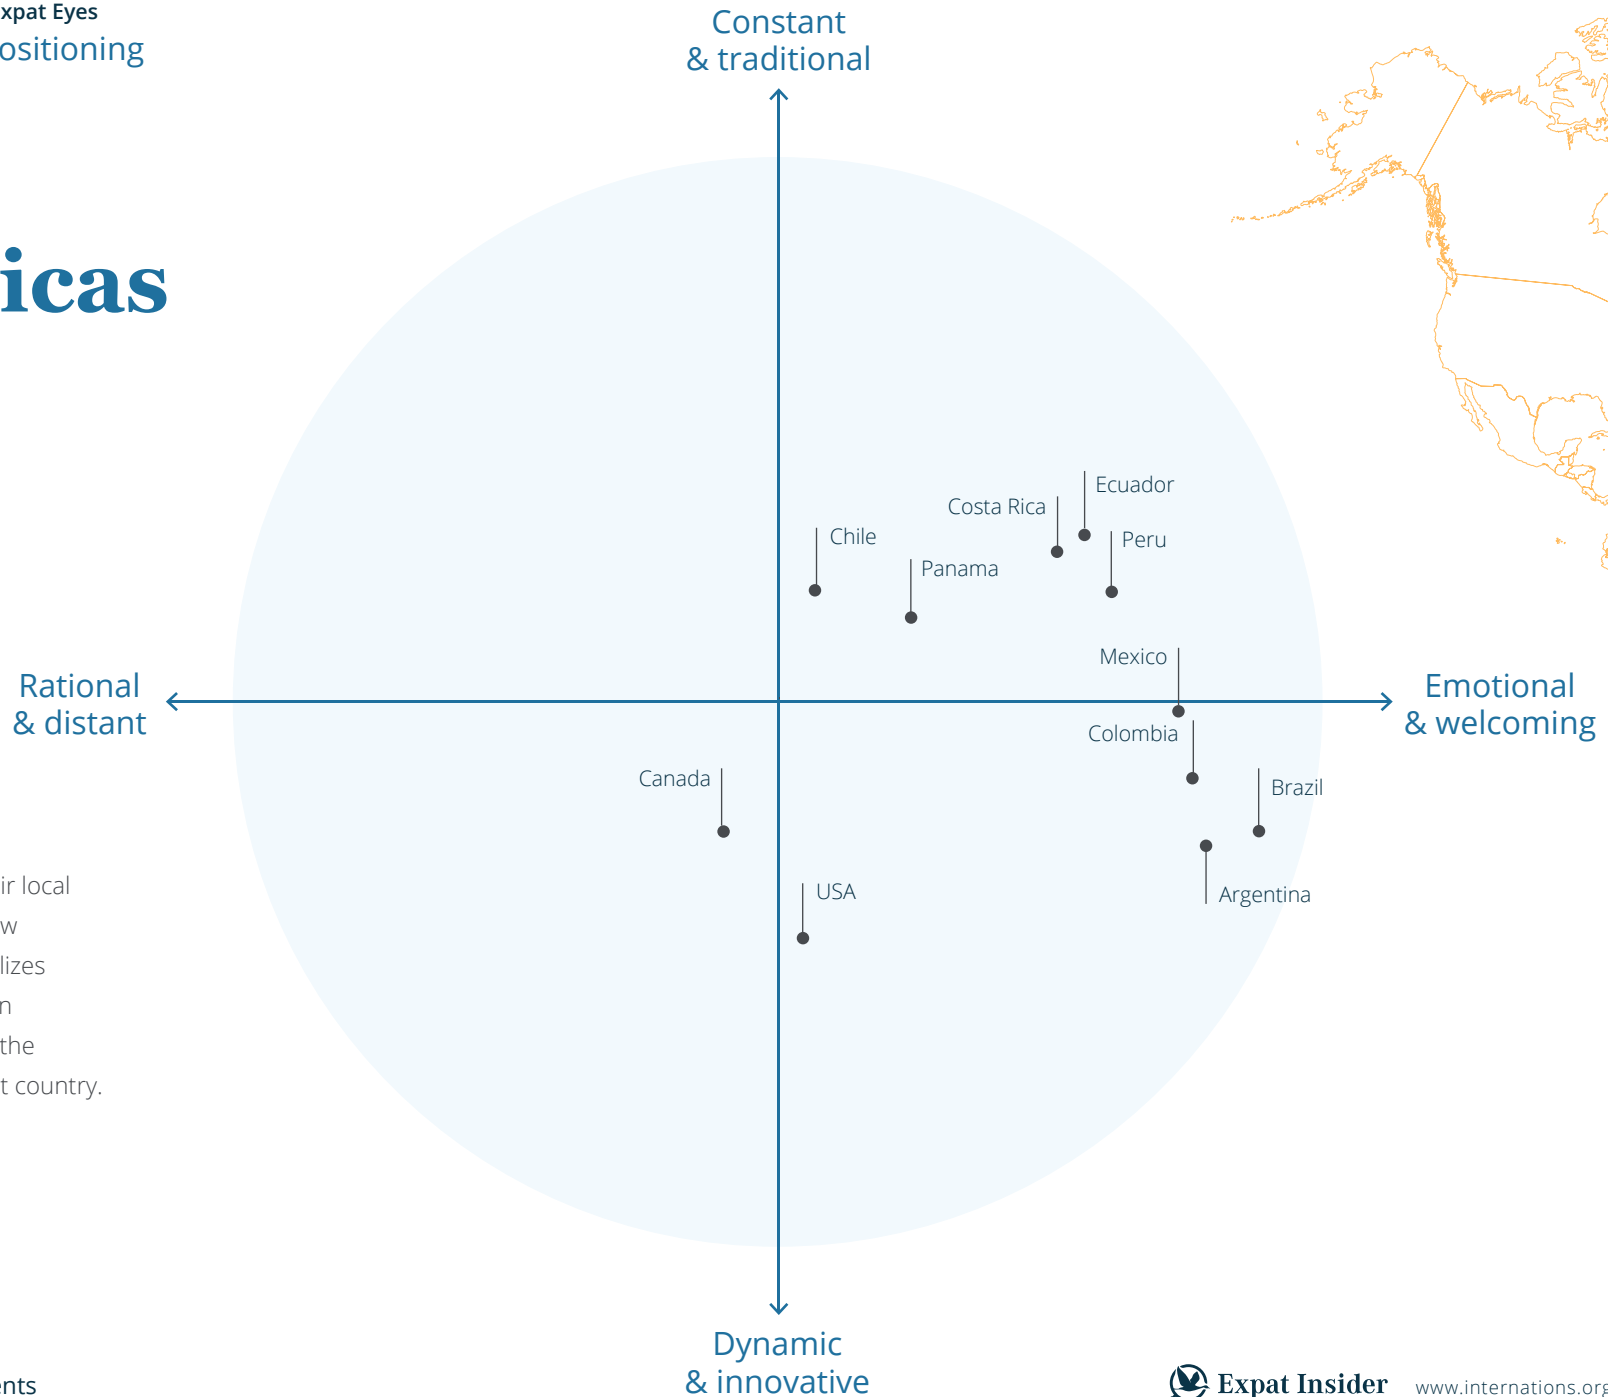 xpat Eyes
ositioning
icas
Constant
& traditional
Ecuador
Costa Rica
Chile
Peru
Panama
Mexico
Rational
& distant
Emotional
& welcoming
Colombia
Canada
Brazil
USA
Argentina
ir local
w
lizes
n
the
t country.
Dynamic
& innovative
ents
Expat Insider
www.internations.org